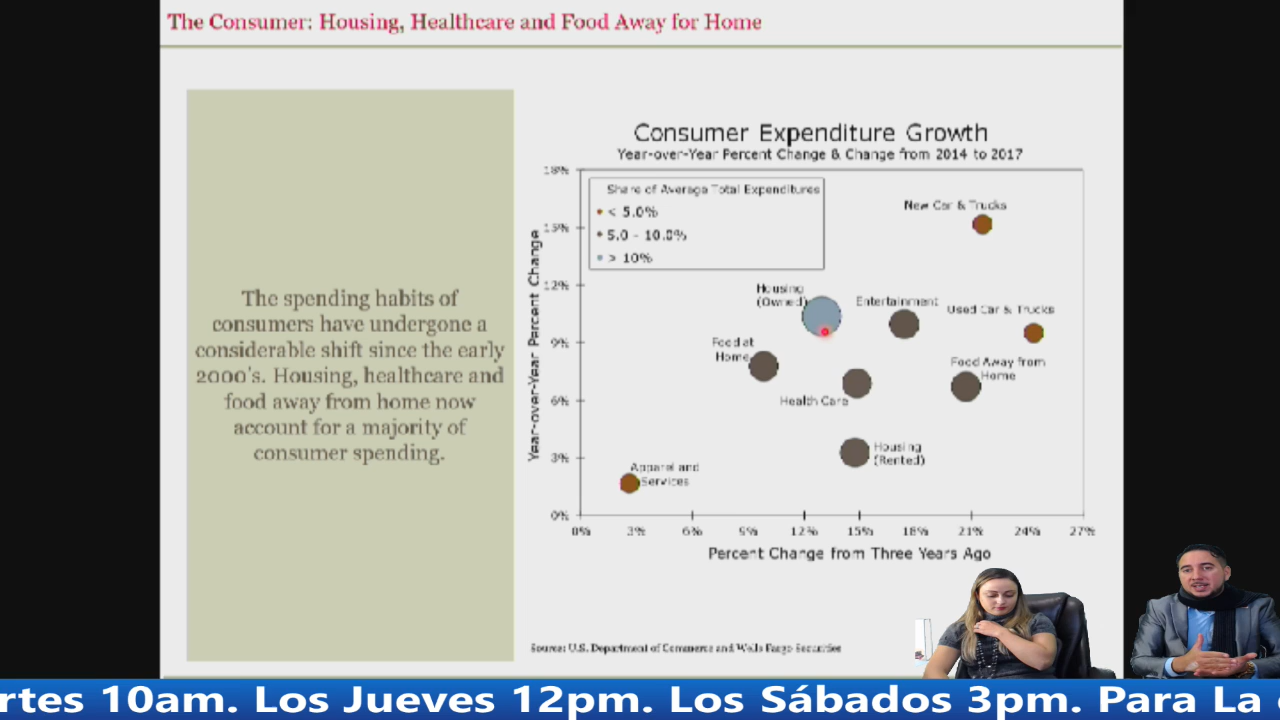 The Consumer: Housing, Healthcare and Food Away for Home
The spending habits of
consumers have undergone a
considerable shift since the early
2000's. Housing, healthcare and
food away from home now
account for a majority of
consumer spending.
Consumer Expenditure Growth
Year-over-Year Percent Change & Change from 2014 to 2017
Share of Average Total Expenditures
< 5.0%
5.0 - 10.0%
> 10%
Year-over-Year Percent Change
18%
15%
12%
9%
6%
3%
0%
New Car & Trucks
Housing
(Owned)
Entertainment
Used Car & Trucks
Food at
Home
Food Away from
Home
Health Care
Housing
(Rented)
Apparel and
Services
0% 3% 6% 9% 12% 15% 18% 21% 24% 27%
Percent Change from Three Years Ago
Source: U.S. Department of Commerce and Wells Fargo Securities
rtes 10am. Los Jueves 12pm. Los Sábados 3pm. Para La